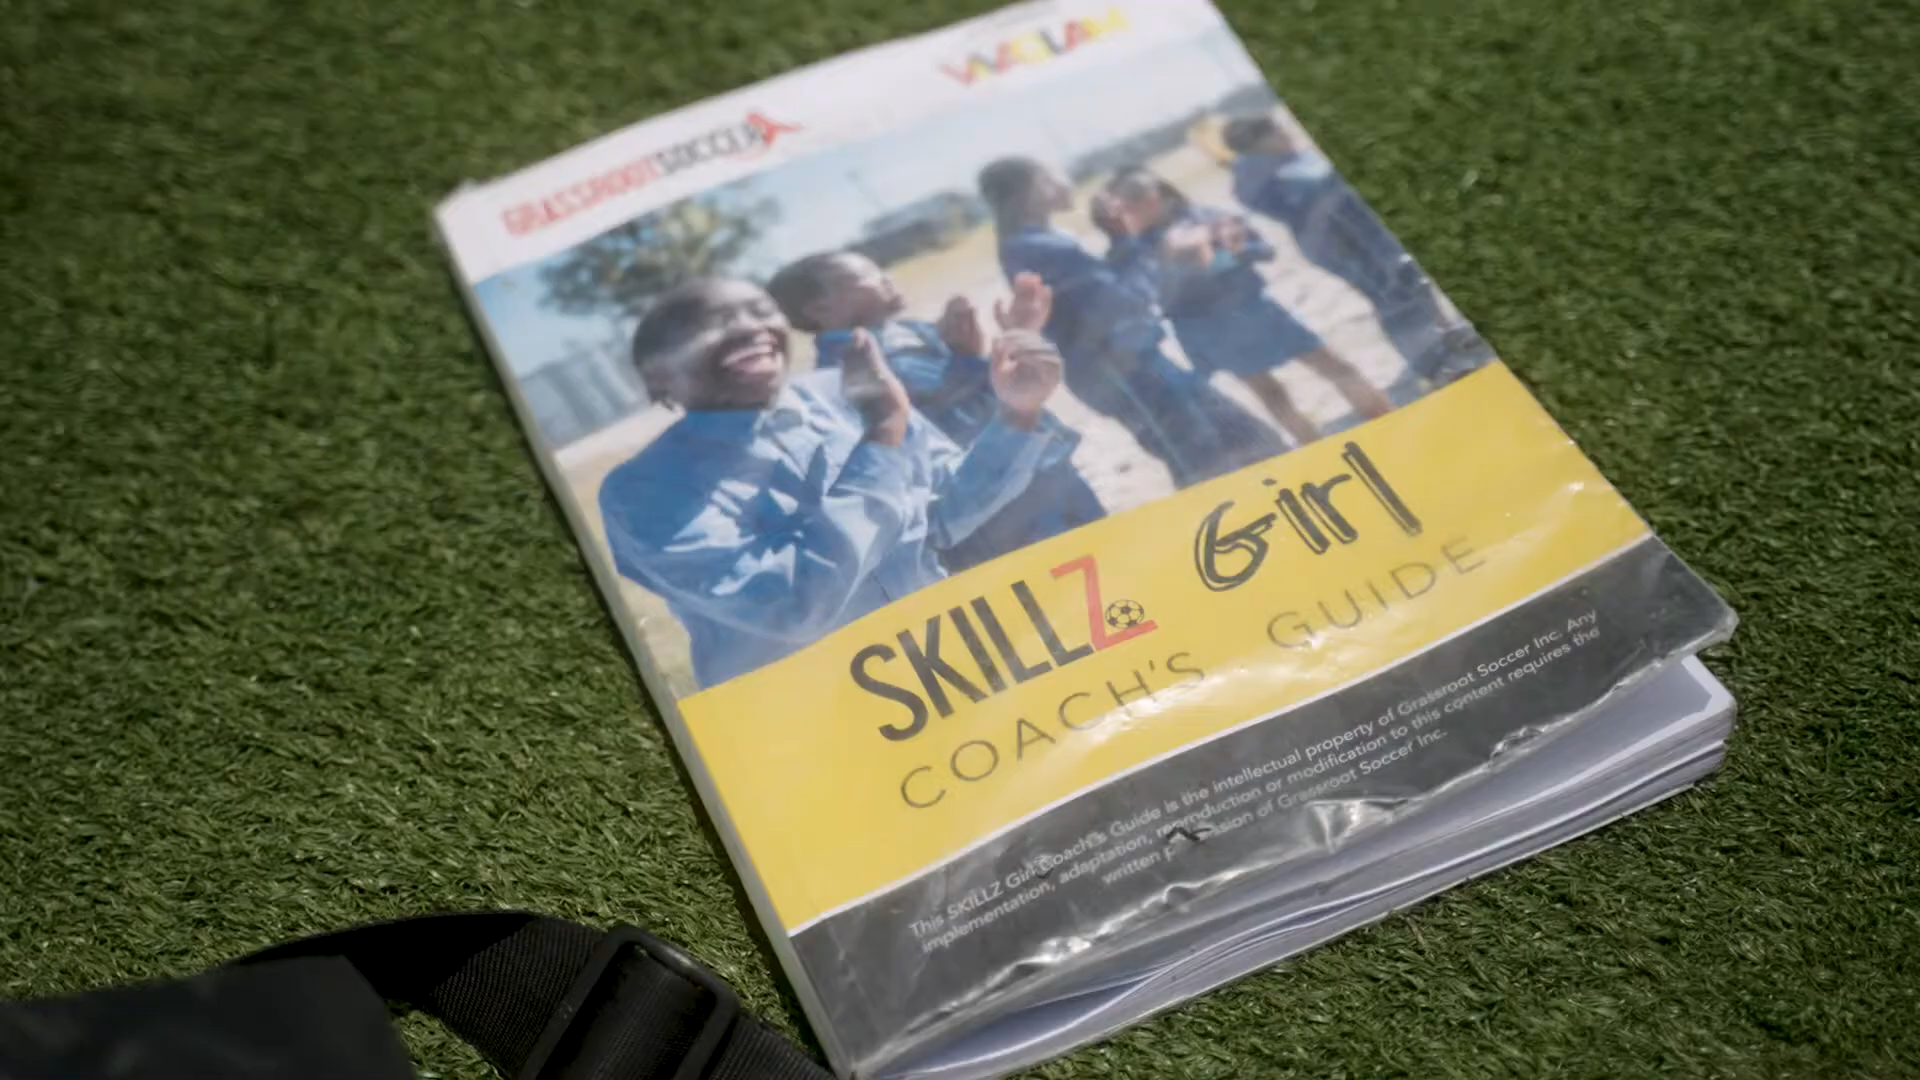 GRASSROOTSOCCER
SKILLZ Girl
COACH'S GUIDE
This SKILLZ Girl Coach's Guide is the intellectual property of Grassroot Soccer Inc. Any
implementation, adaptation, reproduction or modification to this content requires the
written of Grassroot Soccer Inc.